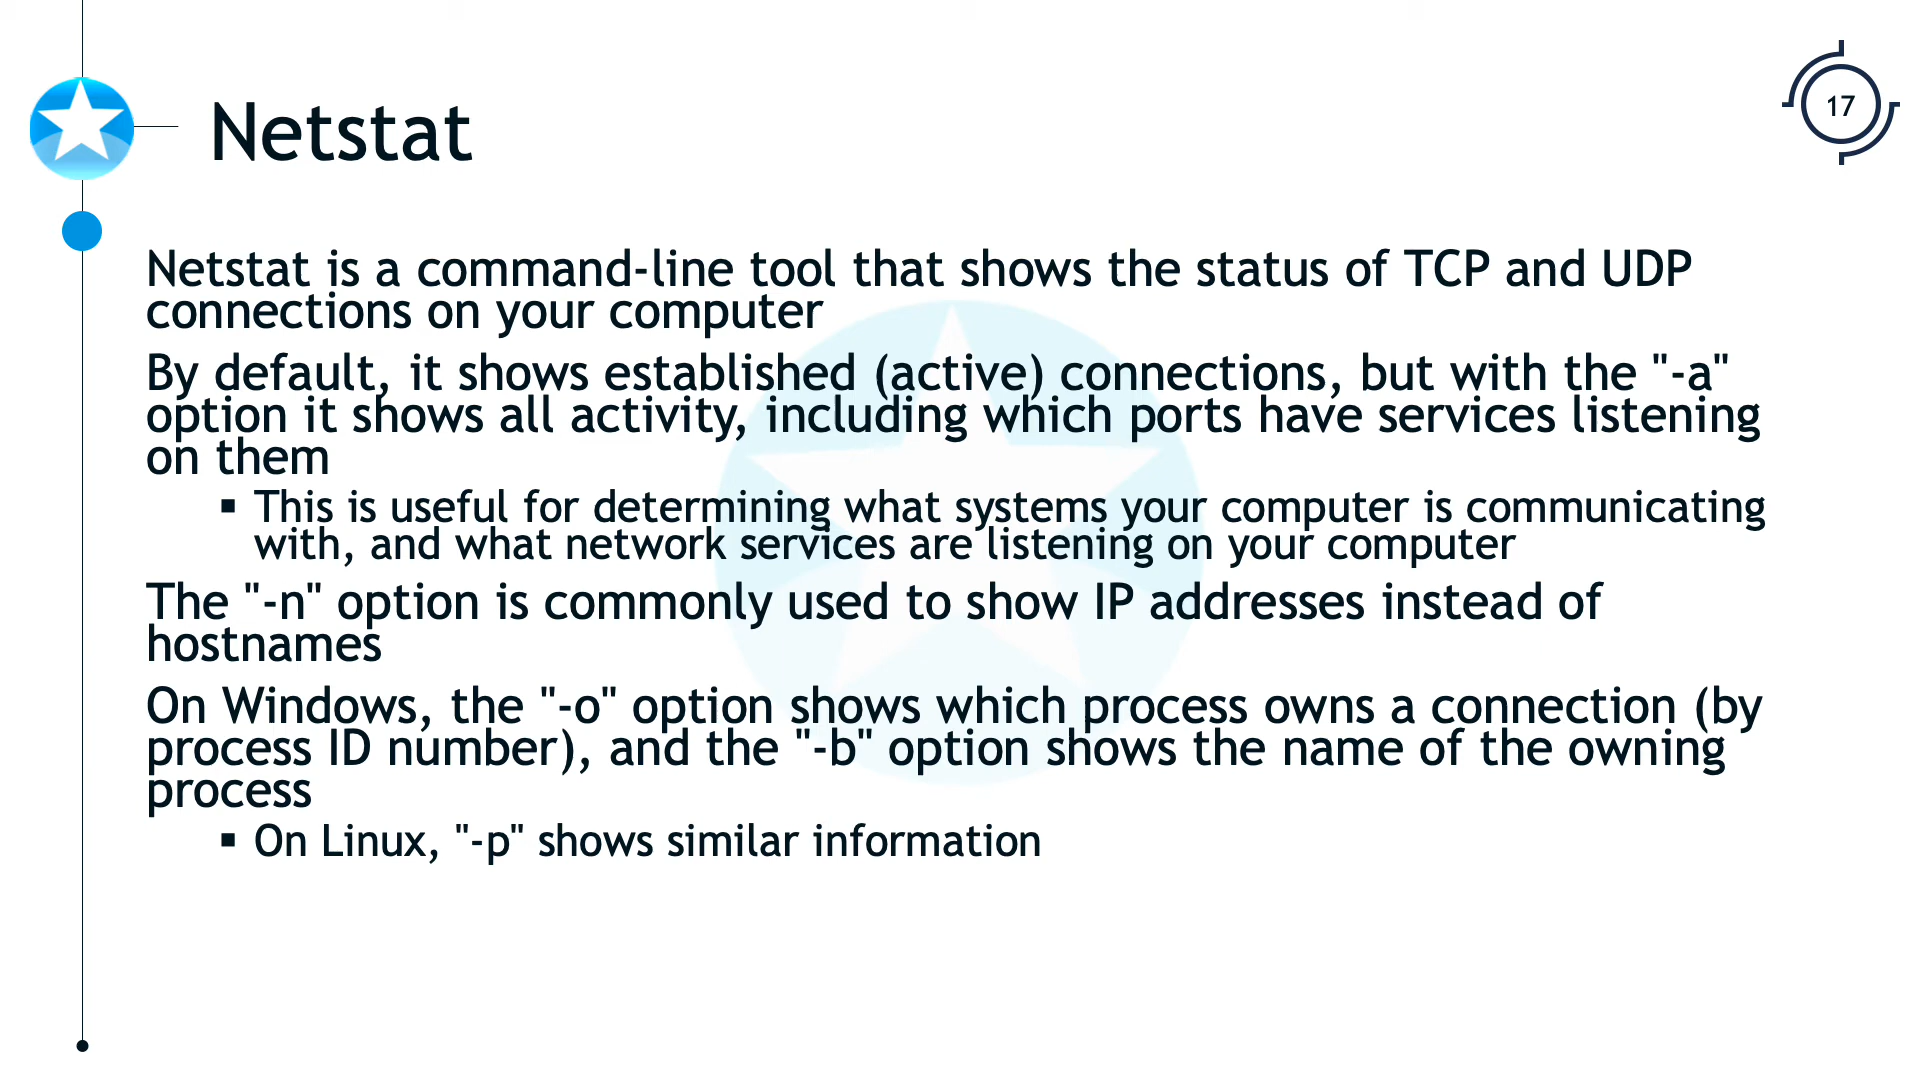 17
Netstat
Netstat is a command-line tool that shows the status of TCP and UDP
connections on your computer
By default, it shows established (active) connections, but with the "-a"
option it shows all activity, including which ports have services listening
on them
▪ This is useful for determining what systems your computer is communicating
with, and what network services are listening on your computer
The "-n" option is commonly used to show IP addresses instead of
hostnames
On Windows, the "-o" option shows which process owns a connection (by
process ID number), and the "-b" option shows the name of the owning
process
▪ On Linux, "-p" shows similar information